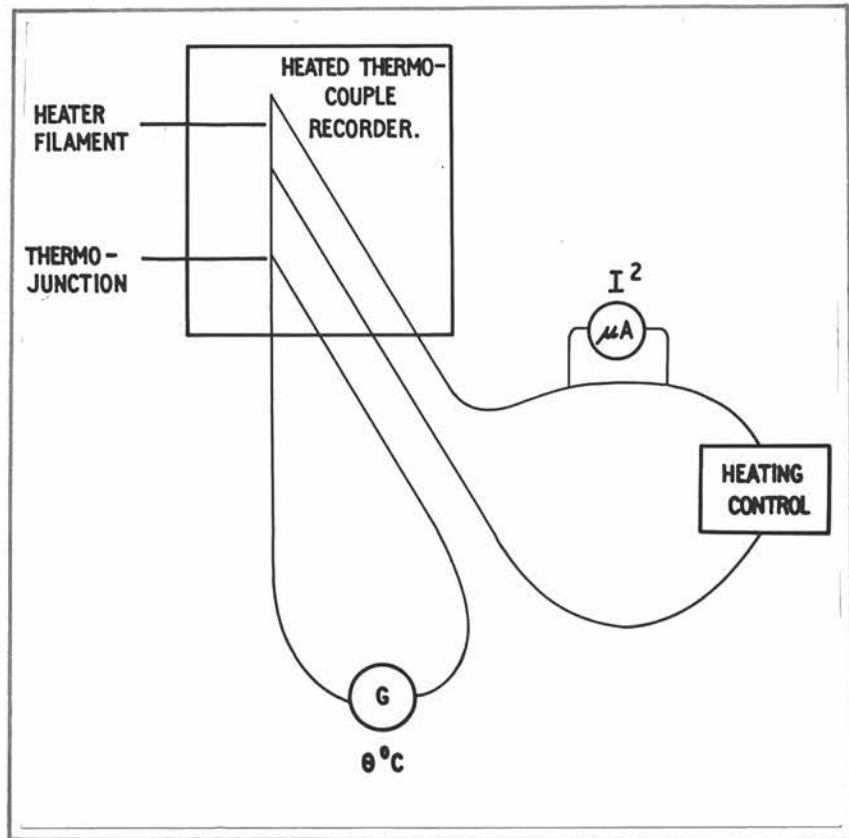 HEATED THERMO-
COUPLE
RECORDER.
HEATER
FILAMENT
THERMO-
JUNCTION
I²
μA
HEATING
CONTROL
G
θ°C